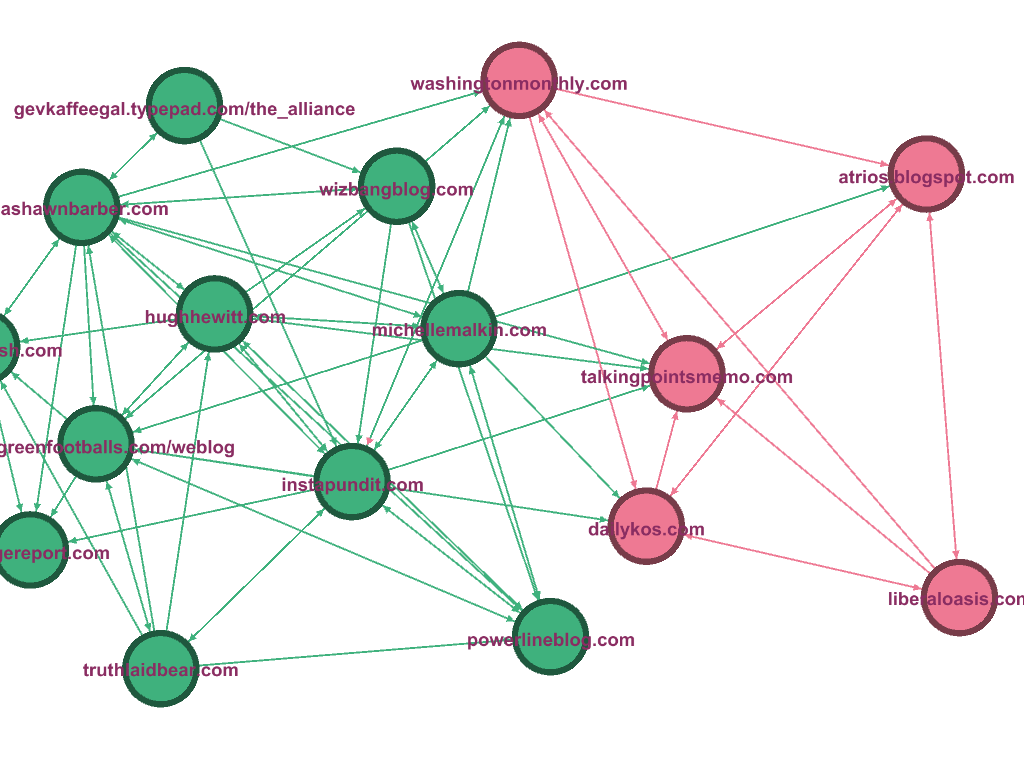 washingtonmonthly.com
gevkaffeegal.typepad.com/the_alliance
atrios.blogspot.com
wizbangblog.com
ashawnbarber.com
hughhewitt.com
michellemalkin.com
sh.com
talkingpointsmemo.com
greenfootballs.com/weblog
instapundit.com
dailykos.com
gereport.com
liberaloasis.com
powerlineblog.com
truthlaidbear.com